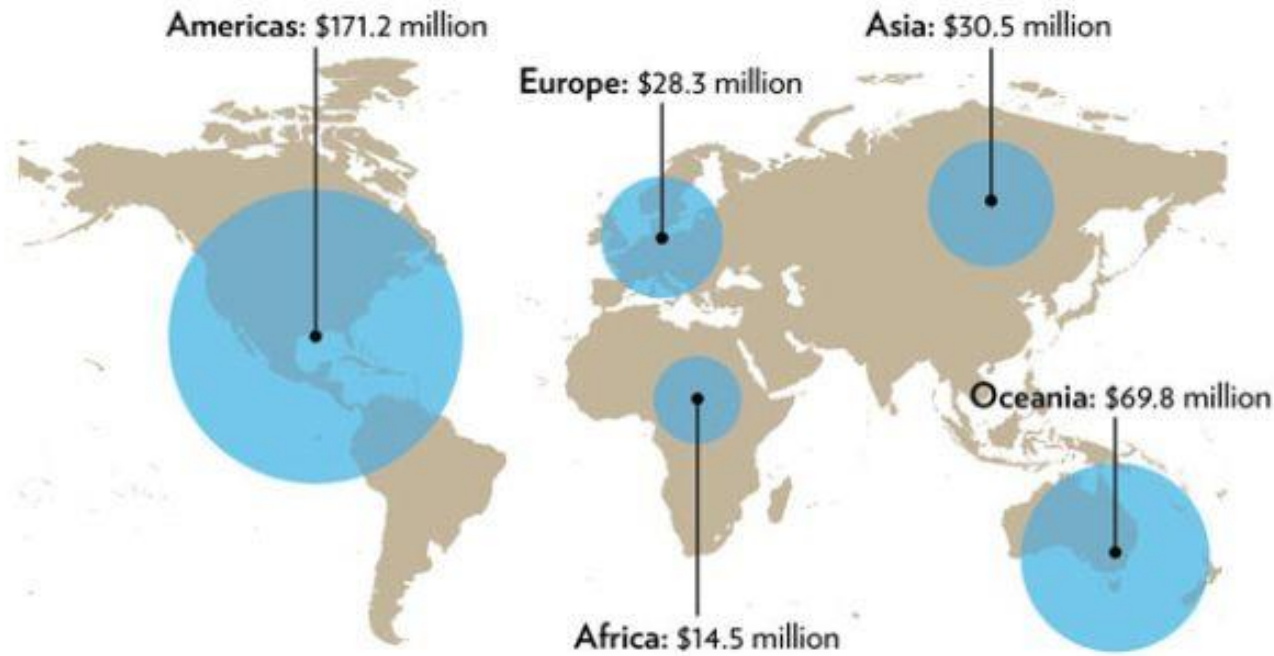 Americas: $171.2 million
Asia: $30.5 million
Europe: $28.3 million
Oceania: $69.8 million
Africa: $14.5 million